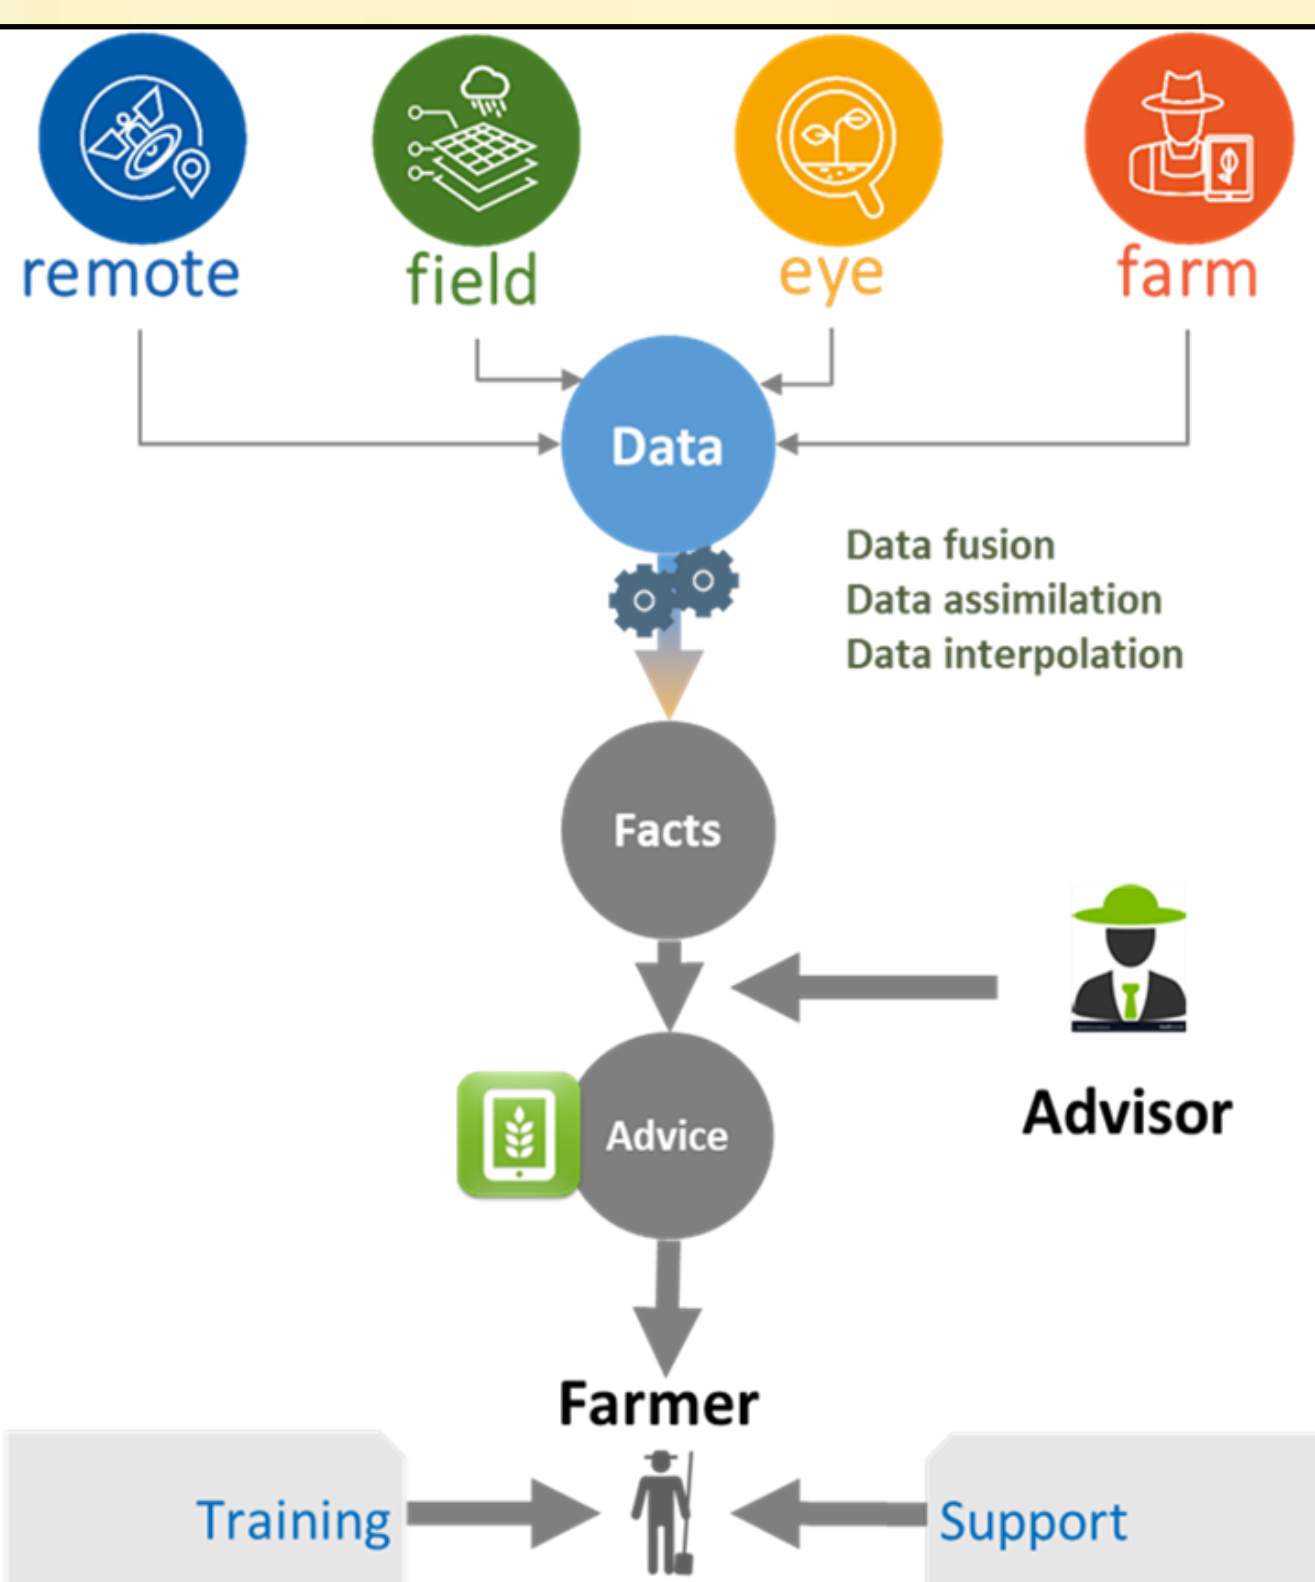 remote
field
eye
farm
Data
Data fusion
Data assimilation
Data interpolation
Facts
Advisor
Advice
Farmer
Training
Support